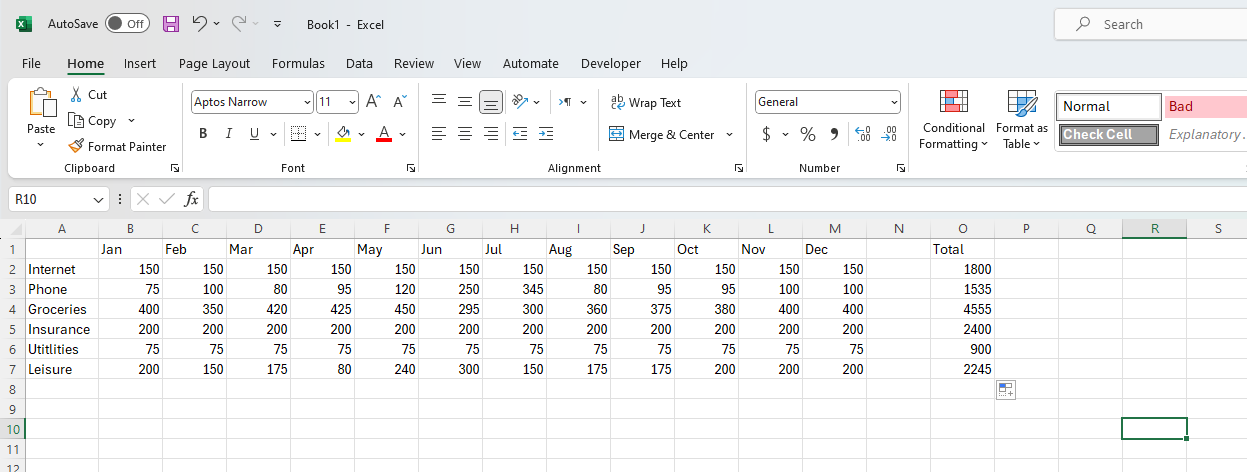 AutoSave Off Book1 - Excel Search
File Home Insert Page Layout Formulas Data Review View Automate Developer Help
Paste Cut Copy Format Painter
Clipboard
Aptos Narrow 11 A A
B I U A
Font
ab Wrap Text
Merge & Center
Alignment
General
$ % 9 .00 .00
Number
Conditional Formatting
Format as Table
Normal Bad
Check Cell Explanatory...
R10 fx
A B C D E F G H I J K L M N O P Q R S
1 Jan Feb Mar Apr May Jun Jul Aug Sep Oct Nov Dec Total
2 Internet 150 150 150 150 150 150 150 150 150 150 150 150 1800
3 Phone 75 100 80 95 120 250 345 80 95 95 100 100 1535
4 Groceries 400 350 420 425 450 295 300 360 375 380 400 400 4555
5 Insurance 200 200 200 200 200 200 200 200 200 200 200 200 2400
6 Utitlities 75 75 75 75 75 75 75 75 75 75 75 75 900
7 Leisure 200 150 175 80 240 300 150 175 175 200 200 200 2245
8
9
10
11
12